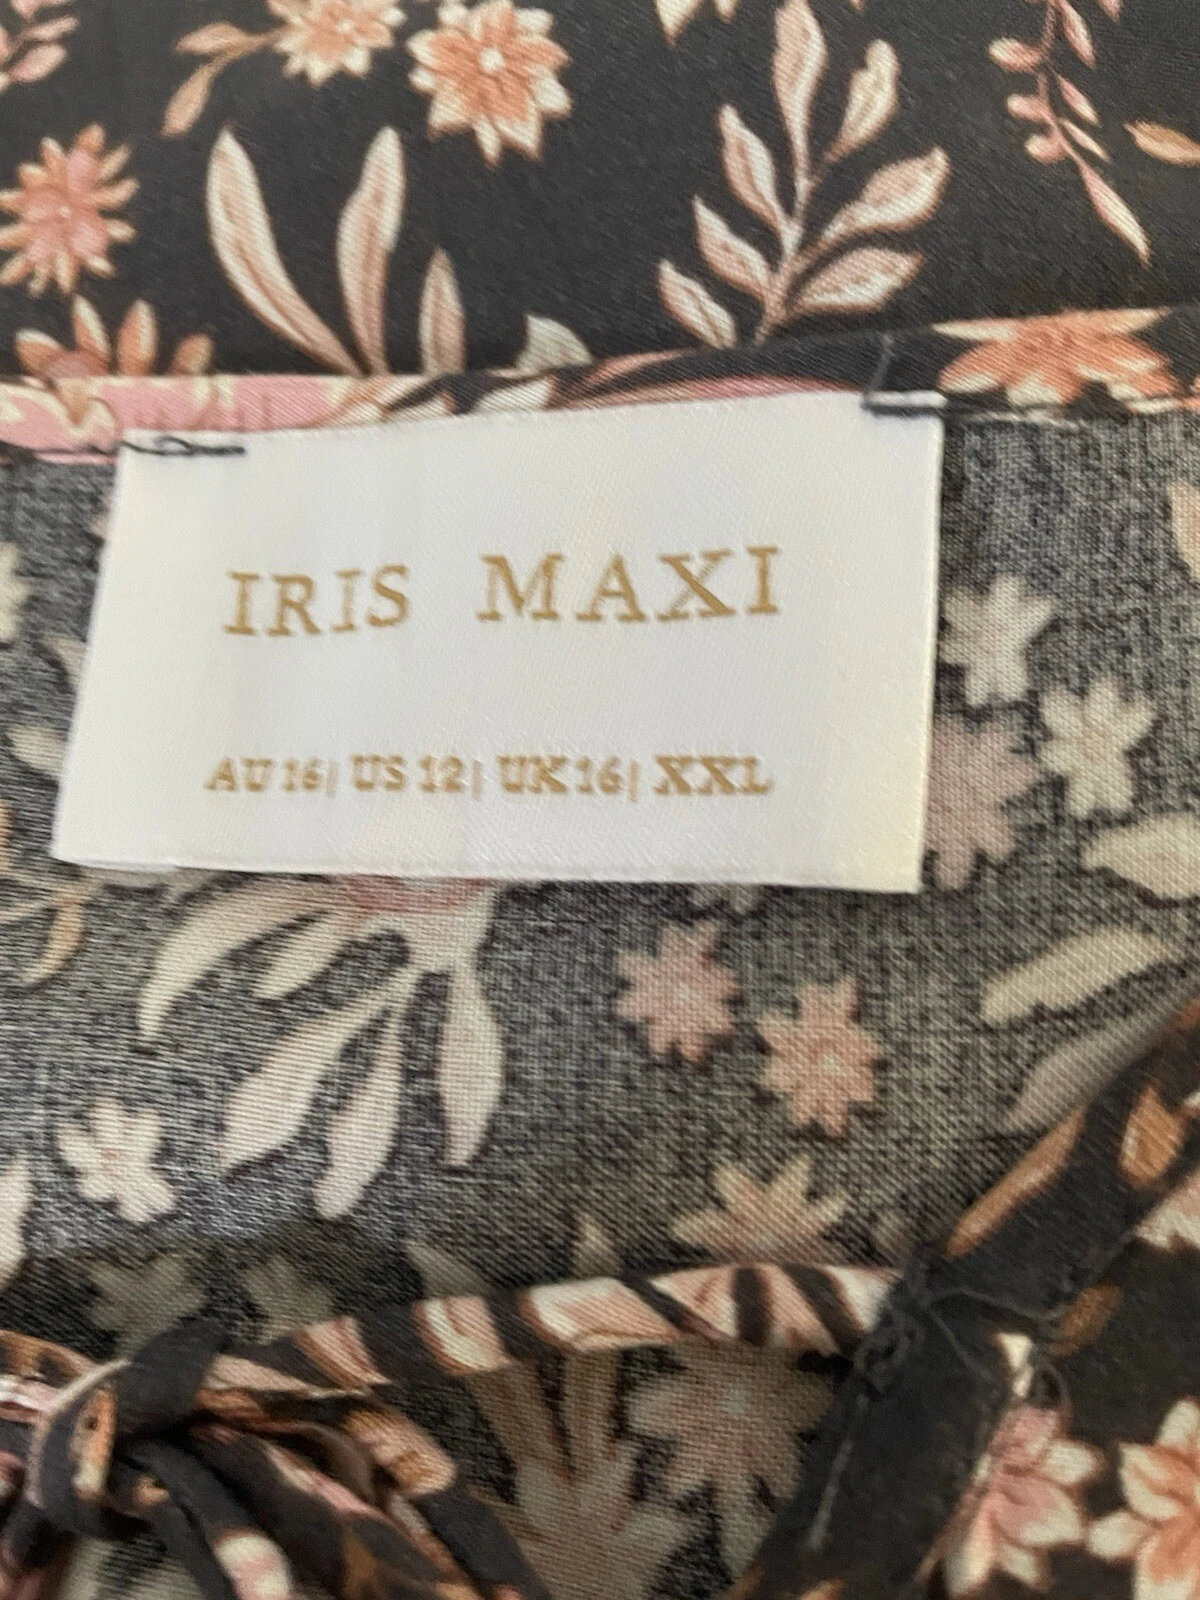 IRIS MAXI
AU 16| US 12| UK 16| XXL